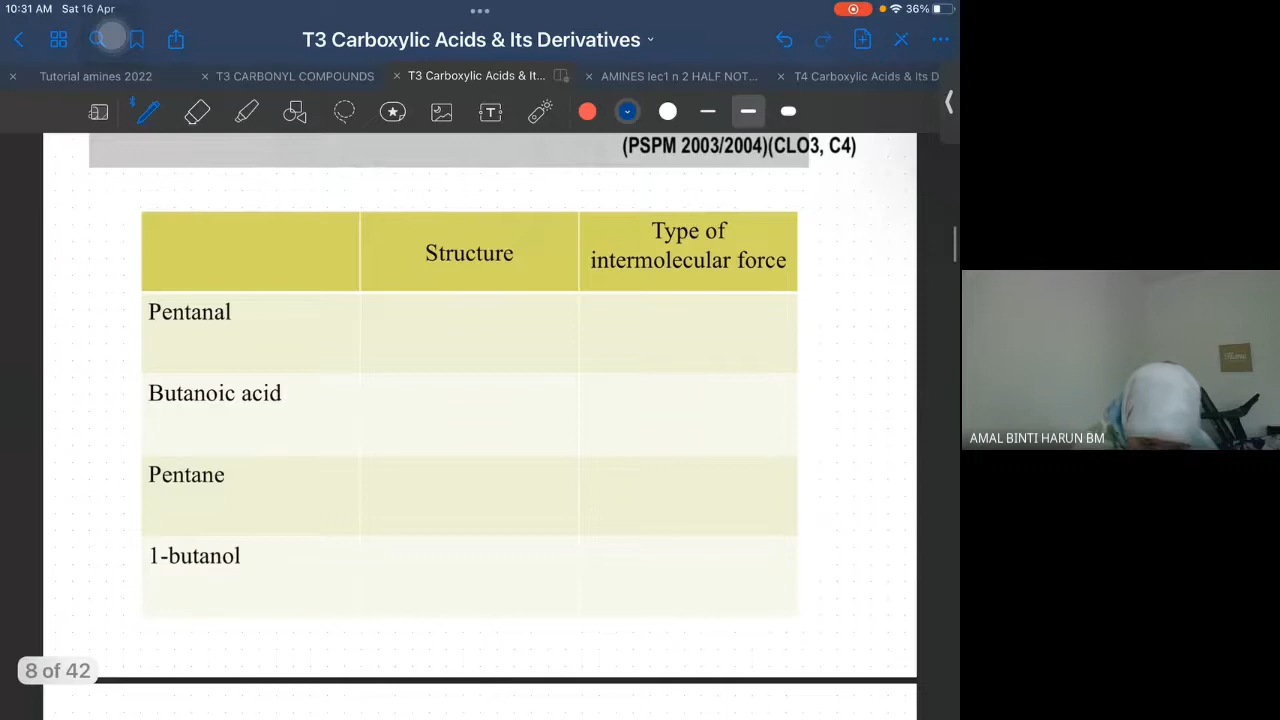 10:31 AM Sat 16 Apr
36%
T3 Carboxylic Acids & Its Derivatives
Tutorial amines 2022
T3 CARBONYL COMPOUNDS
T3 Carboxylic Acids & It...
AMINES lec1 n 2 HALF NOT...
T4 Carboxylic Acids & Its D
(PSPM 2003/2004)(CLO3, C4)
Structure
Type of
intermolecular force
Pentanal
Butanoic acid
Pentane
1-butanol
8 of 42
AMAL BINTI HARUN BM
Home